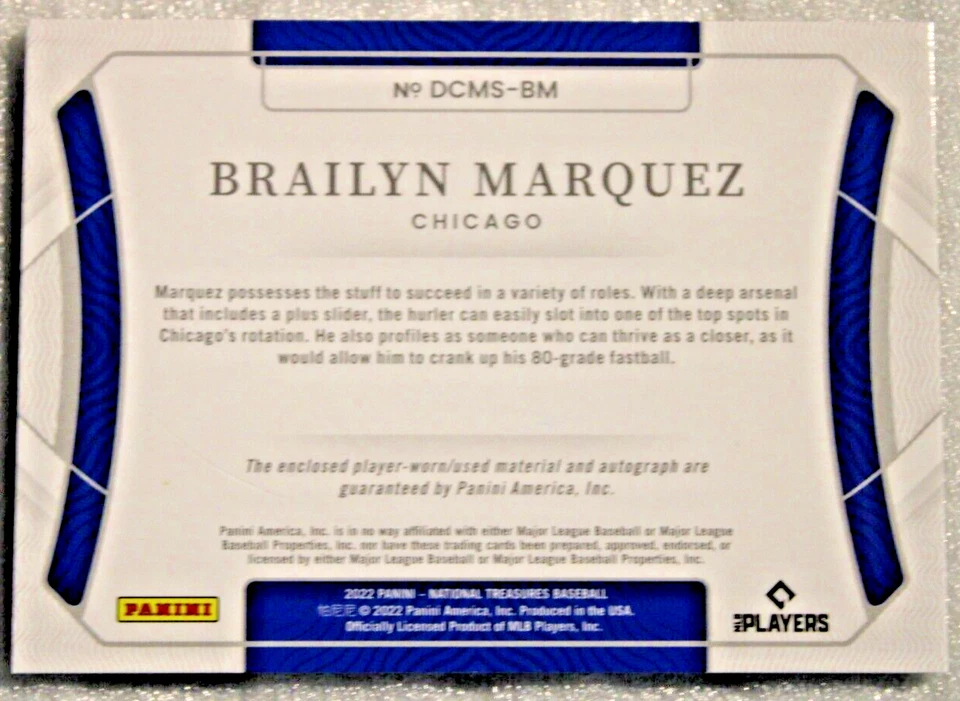 Nº DCMS-BM
BRAILYN MARQUEZ
CHICAGO
Marquez possesses the stuff to succeed in a variety of roles. With a deep arsenal
that includes a plus slider, the hurler can easily slot into one of the top spots in
Chicago's rotation. He also profiles as someone who can thrive as a closer, as it
would allow him to crank up his 80-grade fastball.
The enclosed player-worn/used material and autograph are
guaranteed by Panini America, Inc.
Panini America, Inc. is in no way affiliated with either Major League Baseball or Major League
Baseball Properties, Inc. nor have these trading cards been prepared, approved, endorsed, or
licensed by either Major League Baseball or Major League Baseball Properties, Inc.
PANINI
2022 PANINI – NATIONAL TREASURES BASEBALL
帕尼尼 © 2022 Panini America, Inc. Produced in the USA.
Officially Licensed Product of MLB Players, Inc.
MLB PLAYERS